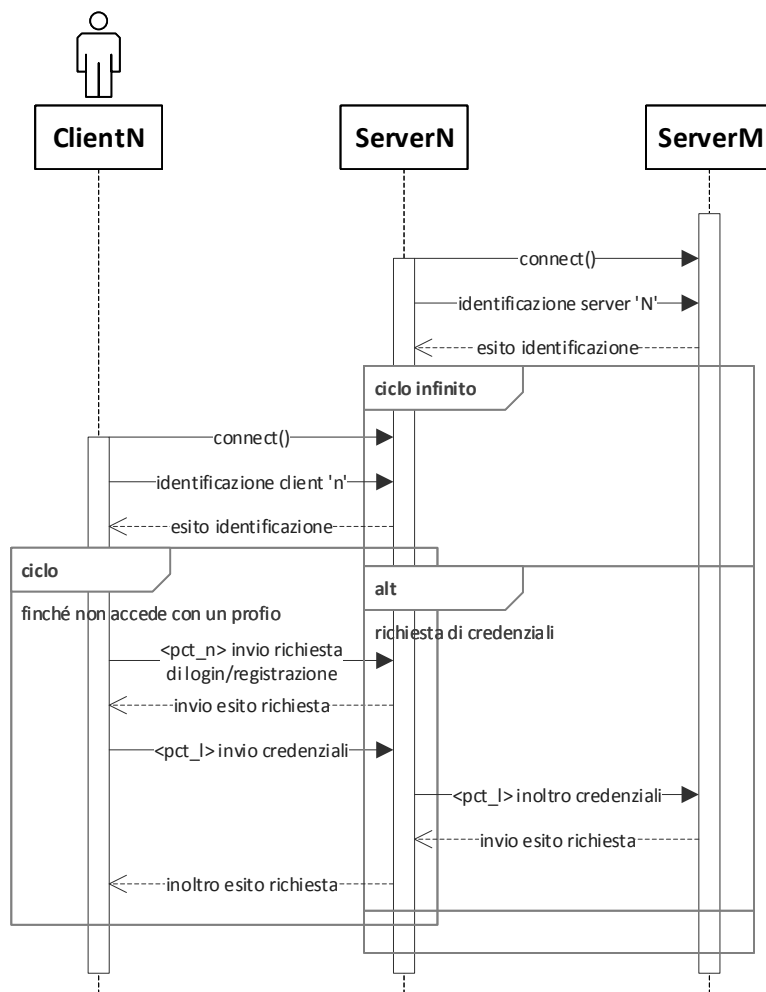 ClientN
ServerN
ServerM
connect()
identificazione server 'N'
esito identificazione
ciclo infinito
connect()
identificazione client 'n'
esito identificazione
ciclo
finché non accede con un profio
alt
richiesta di credenziali
<pct_n> invio richiesta
di login/registrazione
invio esito richiesta
<pct_l> invio credenziali
<pct_l> inoltro credenziali
invio esito richiesta
inoltro esito richiesta